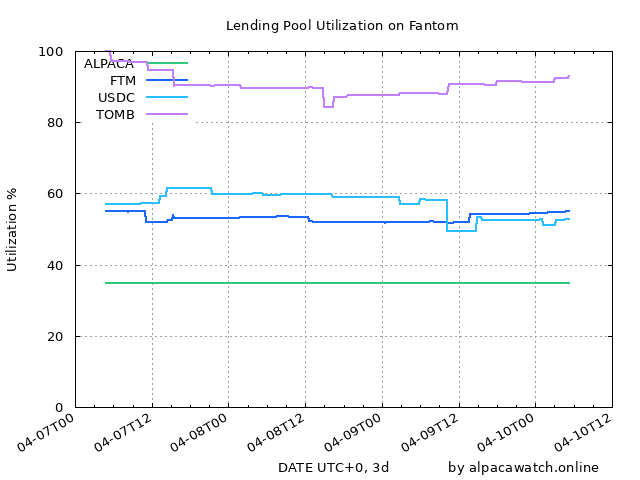 Lending Pool Utilization on Fantom
100
80
60
40
20
0
Utilization %
ALPACA
FTM
USDC
TOMB
04-07T00
04-07T12
04-08T00
04-08T12
04-09T00
04-09T12
04-10T00
04-10T12
DATE UTC+0, 3d
by alpacawatch.online